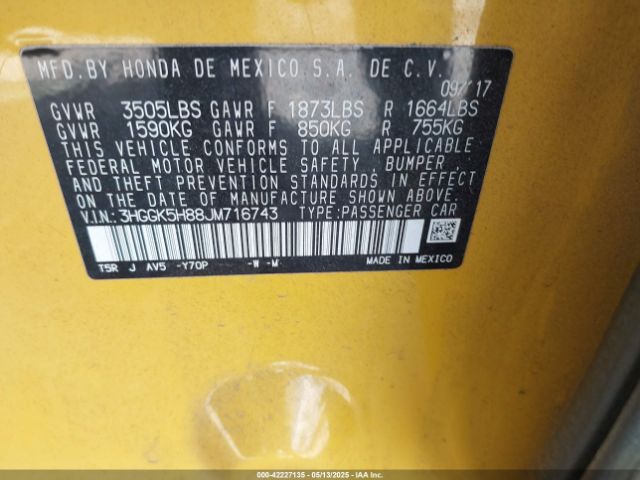 MFD.BY HONDA DE MEXICO S.A. DE C.V.
09/17
GVWR 3505LBS GAWR F 1873LBS R 1664LBS
GVWR 1590KG GAWR F 850KG R 755KG
THIS VEHICLE CONFORMS TO ALL APPLICABLE
FEDERAL MOTOR VEHICLE SAFETY, BUMPER
AND THEFT PREVENTION STANDARDS IN EFFECT
ON THE DATE OF MANUFACTURE SHOWN ABOVE.
V.I.N.: 3HGGK5H88JM716743 TYPE:PASSENGER CAR
T5R J AV5 -Y70P -W -M- MADE IN MEXICO
000-42227135 - 05/13/2025 - IAAI.COM